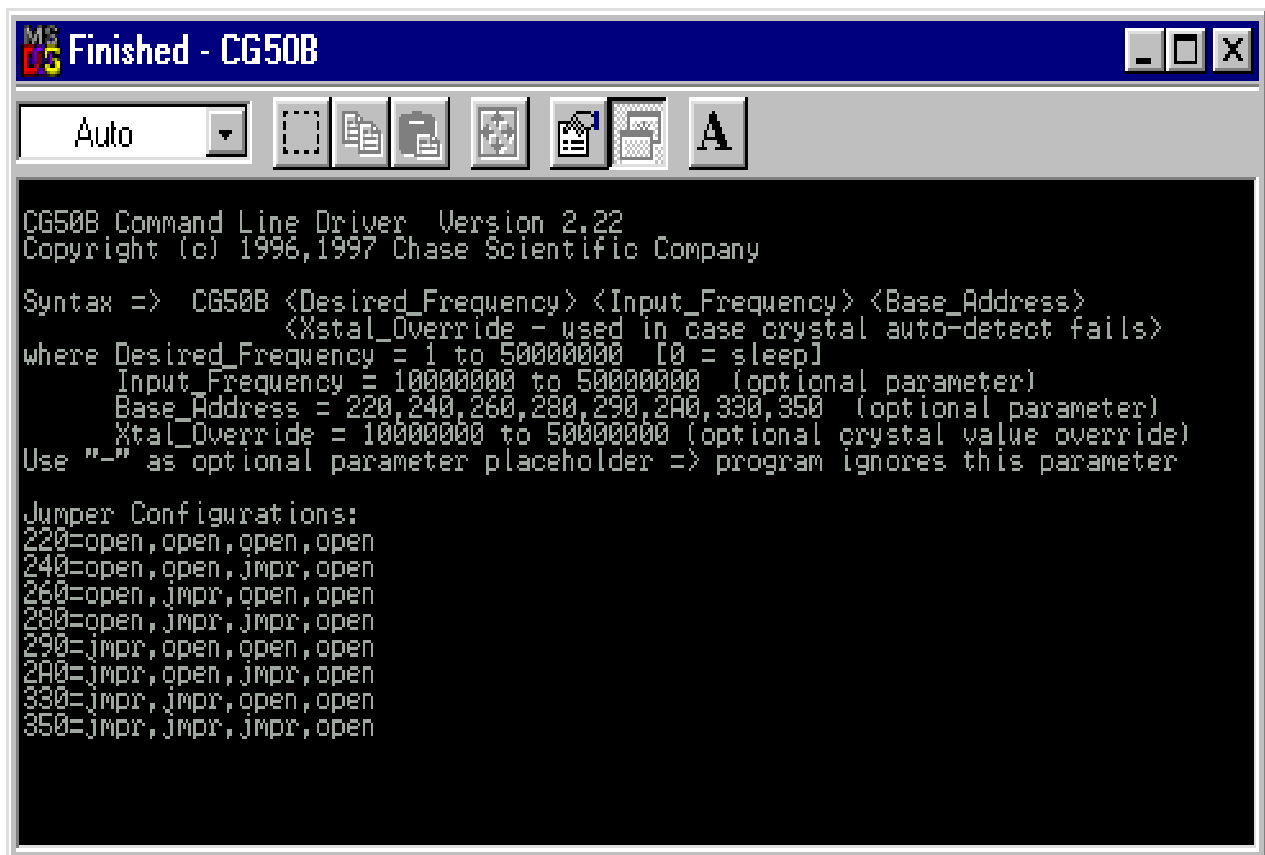 MS DOS Finished - CG50B
Auto
A
CG50B Command Line Driver  Version 2.22
Copyright (c) 1996,1997 Chase Scientific Company
Syntax =>  CG50B <Desired_Frequency> <Input_Frequency> <Base_Address>
<Xstal_Override - used in case crystal auto-detect fails>
where Desired_Frequency = 1 to 50000000  [0 = sleep]
Input_Frequency = 10000000 to 50000000  (optional parameter)
Base_Address = 220,240,260,280,290,2A0,330,350  (optional parameter)
Xtal_Override = 10000000 to 50000000 (optional crystal value override)
Use "-" as optional parameter placeholder => program ignores this parameter
Jumper Configurations:
220=open,open,open,open
240=open,open,jmpr,open
260=open,jmpr,open,open
280=open,jmpr,jmpr,open
290=jmpr,open,open,open
2A0=jmpr,open,jmpr,open
330=jmpr,jmpr,open,open
350=jmpr,jmpr,jmpr,open